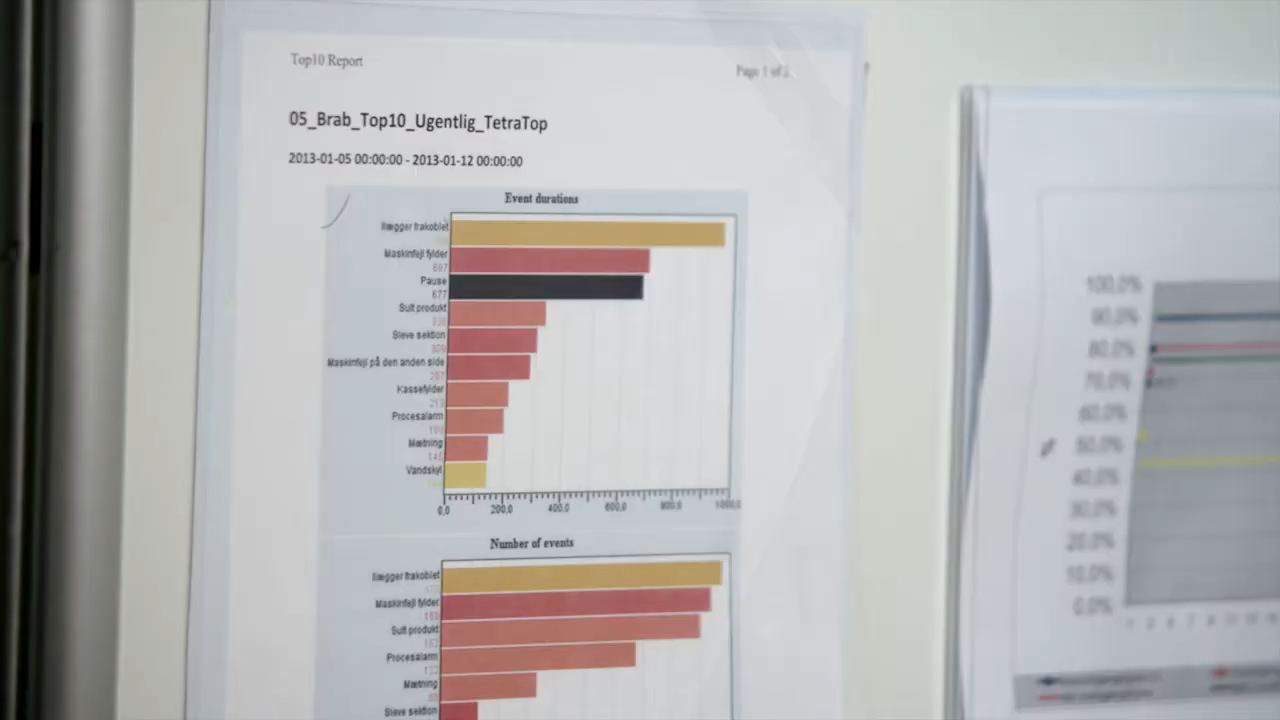 Top10 Report
Page 1 of 2
05_Brab_Top10_Ugentlig_TetraTop
2013-01-05 00:00:00 - 2013-01-12 00:00:00
Event durations
Ilægger frakoblet
Maskinfejl fylder
697
Pause
677
Sult produkt
Sleve sektion
309
Maskinfejl på den anden side
Kassefylder
Procesalarm
Mætning
Vandskyl
0,0 200,0 400,0 600,0 800,0 1000,0
Number of events
Ilægger frakoblet
Maskinfejl fylder
Sult produkt
Procesalarm
Mætning
Sleve sektion
100,0%
90,0%
80,0%
70,0%
60,0%
50,0%
40,0%
30,0%
20,0%
10,0%
0,0%